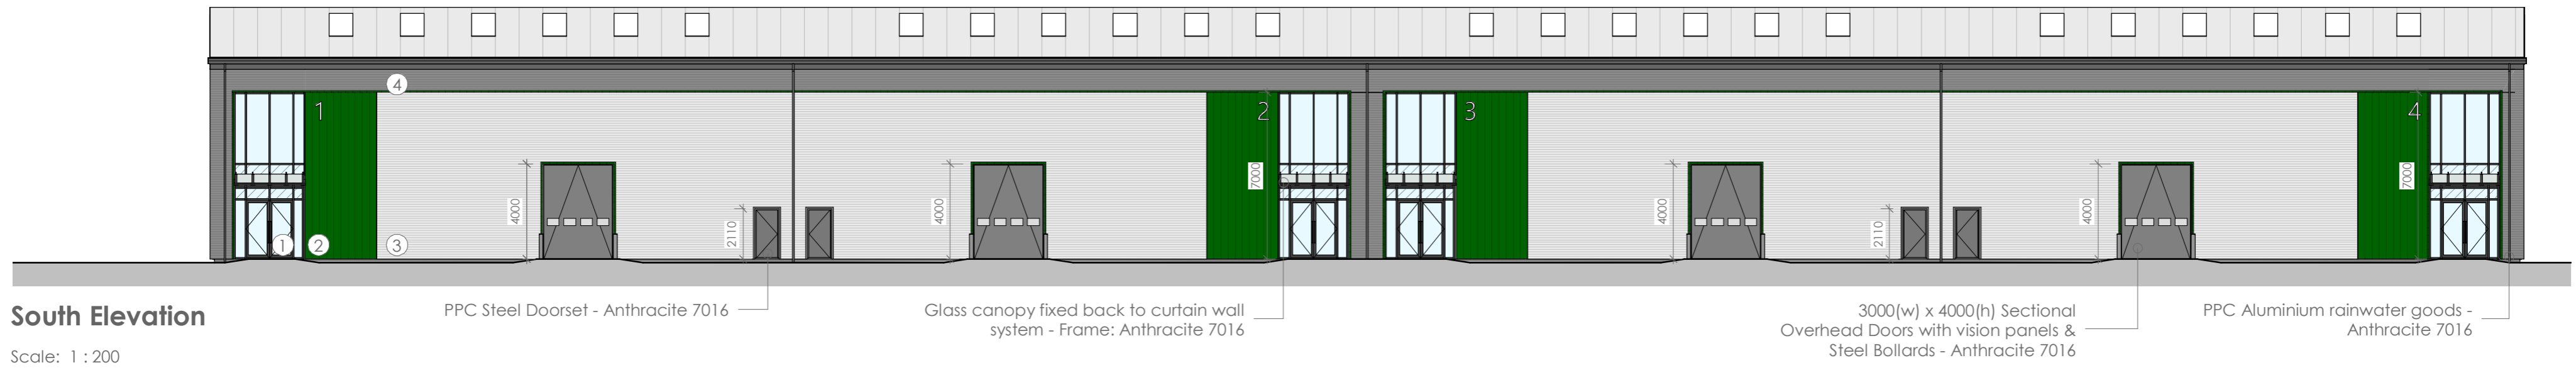 4
1
2
3
4
7000
7000
4000
4000
4000
4000
2110
2110
1
2
3
South Elevation
Scale: 1 : 200
PPC Steel Doorset - Anthracite 7016
Glass canopy fixed back to curtain wall
system - Frame: Anthracite 7016
3000(w) x 4000(h) Sectional
Overhead Doors with vision panels &
Steel Bollards - Anthracite 7016
PPC Aluminium rainwater goods -
Anthracite 7016